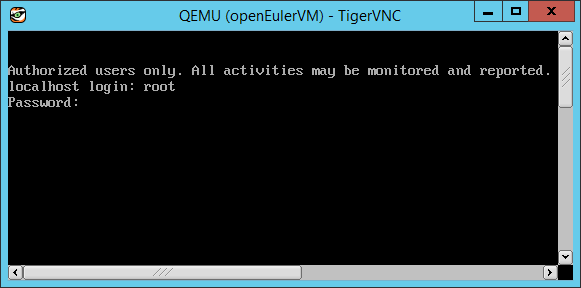 QEMU (openEulerVM) - TigerVNC
Authorized users only. All activities may be monitored and reported.
localhost login: root
Password: